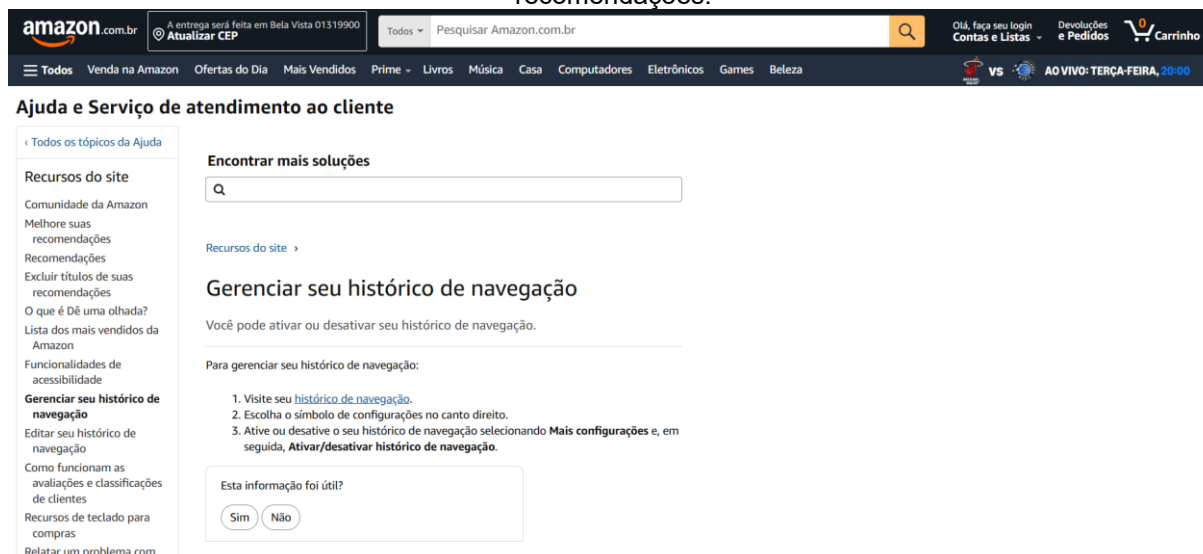 recomendações.
amazon.com.br
A entrega será feita em Bela Vista 01319900
Atualizar CEP
Todos
Pesquisar Amazon.com.br
Olá, faça seu login
Contas e Listas
Devoluções
e Pedidos
0
Carrinho
Todos Venda na Amazon Ofertas do Dia Mais Vendidos Prime Livros Música Casa Computadores Eletrônicos Games Beleza
VS
AO VIVO: TERÇA-FEIRA, 20:00
Ajuda e Serviço de atendimento ao cliente
‹ Todos os tópicos da Ajuda
Recursos do site
Comunidade da Amazon
Melhore suas
recomendações
Recomendações
Excluir títulos de suas
recomendações
O que é Dê uma olhada?
Lista dos mais vendidos da
Amazon
Funcionalidades de
acessibilidade
Gerenciar seu histórico de
navegação
Editar seu histórico de
navegação
Como funcionam as
avaliações e classificações
de clientes
Recursos de teclado para
compras
Relatar um problema com
Encontrar mais soluções
Recursos do site ›
Gerenciar seu histórico de navegação
Você pode ativar ou desativar seu histórico de navegação.
Para gerenciar seu histórico de navegação:
1. Visite seu histórico de navegação.
2. Escolha o símbolo de configurações no canto direito.
3. Ative ou desative o seu histórico de navegação selecionando Mais configurações e, em
seguida, Ativar/desativar histórico de navegação.
Esta informação foi útil?
Sim Não